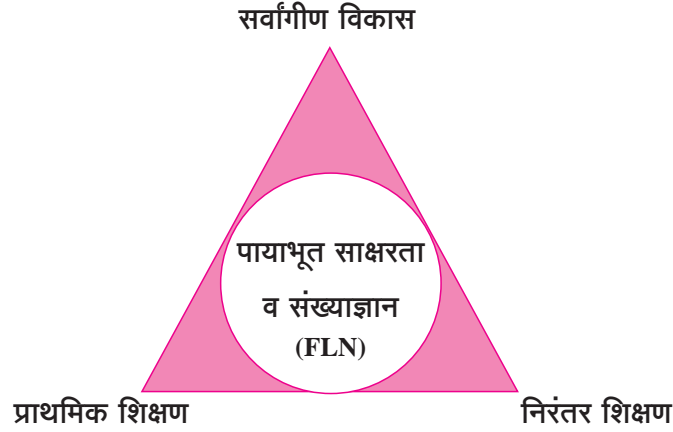 सर्वांगीण विकास
पायाभूत साक्षरता
व संख्याज्ञान
(FLN)
प्राथमिक शिक्षण
निरंतर शिक्षण